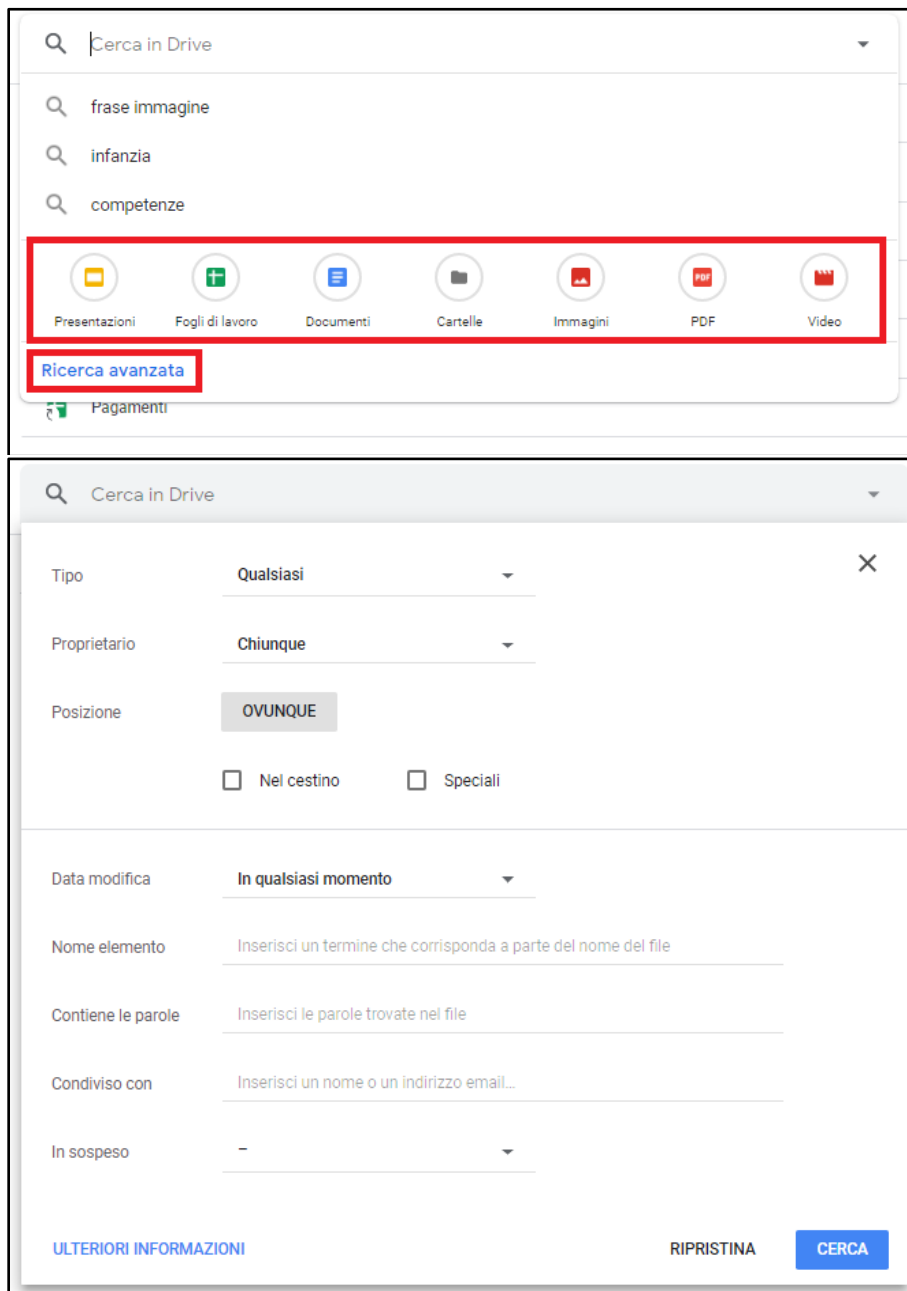 Cerca in Drive
frase immagine
infanzia
competenze
PDF
Presentazioni Fogli di lavoro Documenti Cartelle Immagini PDF Video
Ricerca avanzata
Pagamenti
Cerca in Drive
Tipo Qualsiasi
Proprietario Chiunque
Posizione OVUNQUE
Nel cestino Speciali
Data modifica In qualsiasi momento
Nome elemento Inserisci un termine che corrisponda a parte del nome del file
Contiene le parole Inserisci le parole trovate nel file
Condiviso con Inserisci un nome o un indirizzo email...
In sospeso –
ULTERIORI INFORMAZIONI RIPRISTINA CERCA